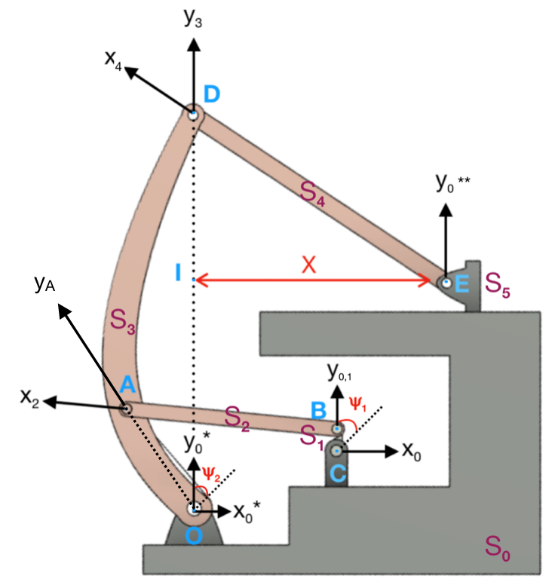 y3
x4
D
S4
y0**
I
X
E
S5
yA
S3
A
x2
S2
B
y0,1
ψ1
S1
x0
C
y0*
ψ2
x0*
O
S0